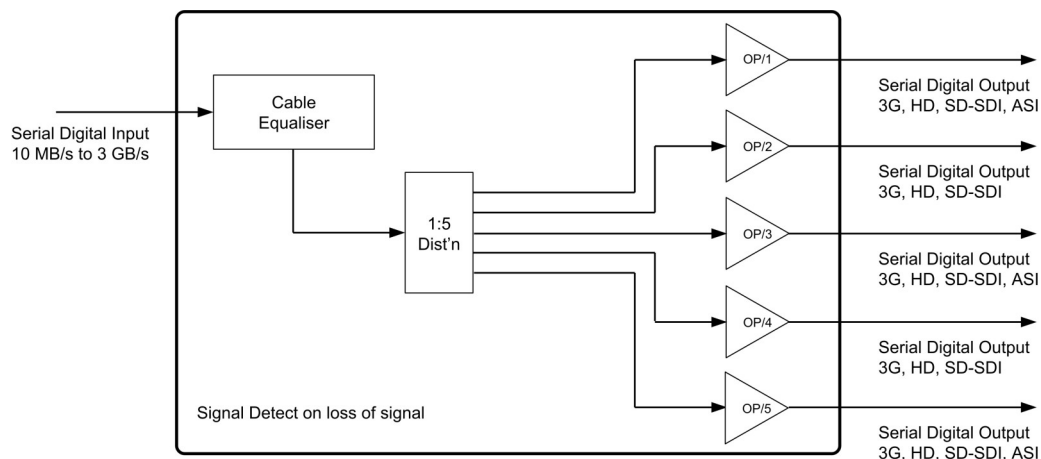 OP/1
Serial Digital Output
3G, HD, SD-SDI, ASI
Cable
Equaliser
Serial Digital Input
10 MB/s to 3 GB/s
OP/2
Serial Digital Output
3G, HD, SD-SDI
1:5
Dist'n
OP/3
Serial Digital Output
3G, HD, SD-SDI, ASI
OP/4
Serial Digital Output
3G, HD, SD-SDI
Signal Detect on loss of signal
OP/5
Serial Digital Output
3G, HD, SD-SDI, ASI